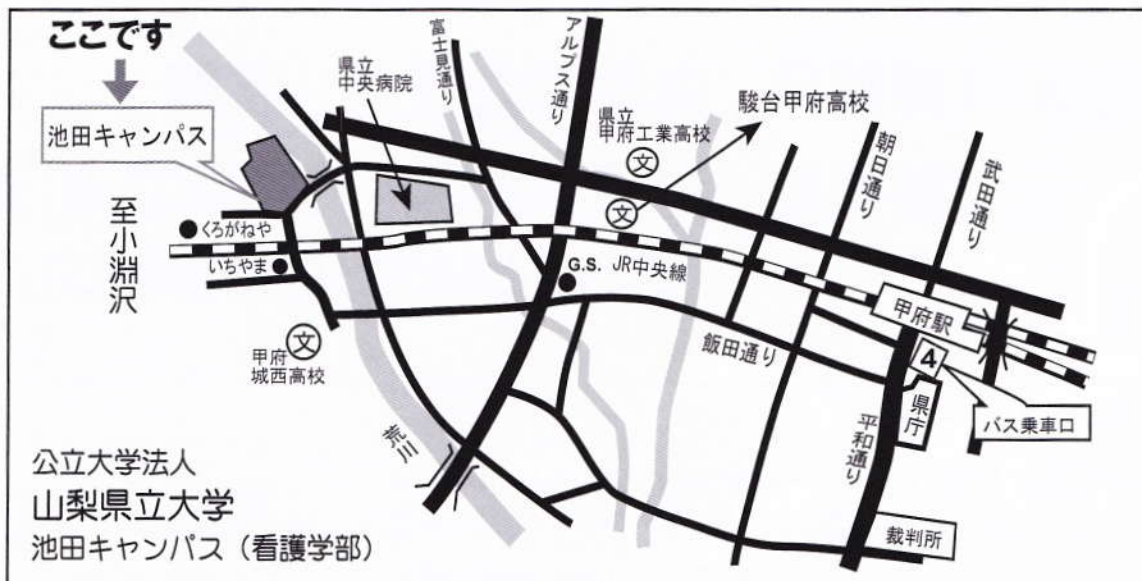 ここです
池田キャンパス
至小淵沢
くろがねや
いちやま
県立
中央病院
富士見通り
アルプス通り
県立
甲府工業高校
文
駿台甲府高校
文
朝日通り
武田通り
G.S.
JR中央線
甲府駅
飯田通り
4
バス乗車口
県庁
平和通り
裁判所
甲府
城西高校
文
荒川
公立大学法人
山梨県立大学
池田キャンパス（看護学部）